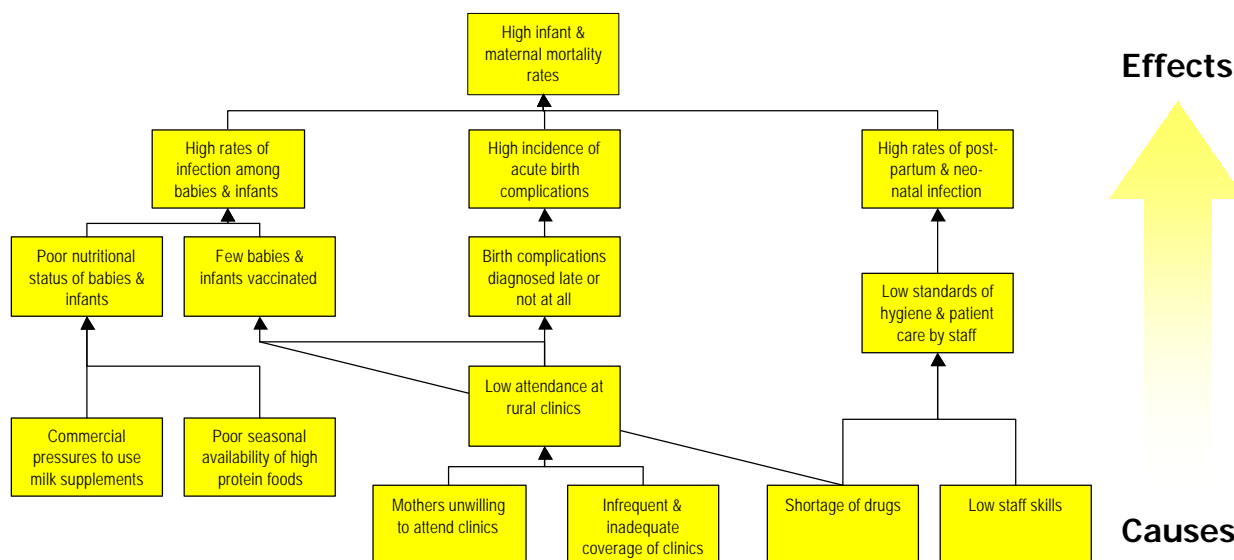 High infant &
maternal mortality
rates
Effects
High rates of
infection among
babies & infants
High incidence of
acute birth
complications
High rates of post-
partum & neo-
natal infection
Poor nutritional
status of babies &
infants
Few babies &
infants vaccinated
Birth complications
diagnosed late or
not at all
Low standards of
hygiene & patient
care by staff
Low attendance at
rural clinics
Commercial
pressures to use
milk supplements
Poor seasonal
availability of high
protein foods
Mothers unwilling
to attend clinics
Infrequent &
inadequate
coverage of clinics
Shortage of drugs
Low staff skills
Causes